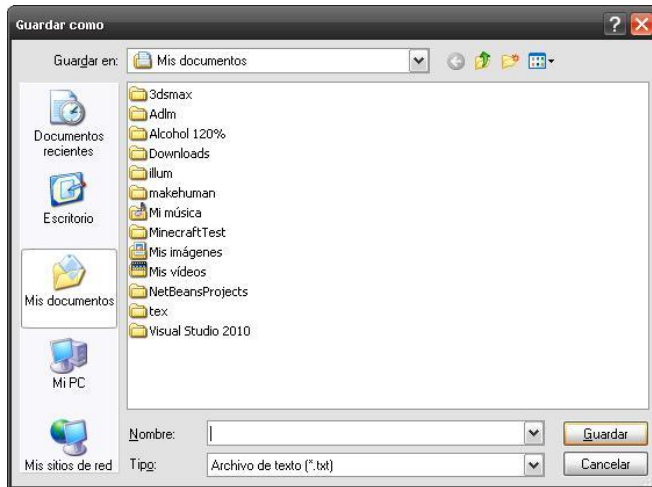 Guardar como
Guardar en:
Mis documentos
Documentos
recientes
Escritorio
Mis documentos
Mi PC
Mis sitios de red
3dsmax
Adlm
Alcohol 120%
Downloads
illum
makehuman
Mi música
MinecraftTest
Mis imágenes
Mis vídeos
NetBeansProjects
tex
Visual Studio 2010
Nombre:
Guardar
Tipo:
Archivo de texto (*.txt)
Cancelar